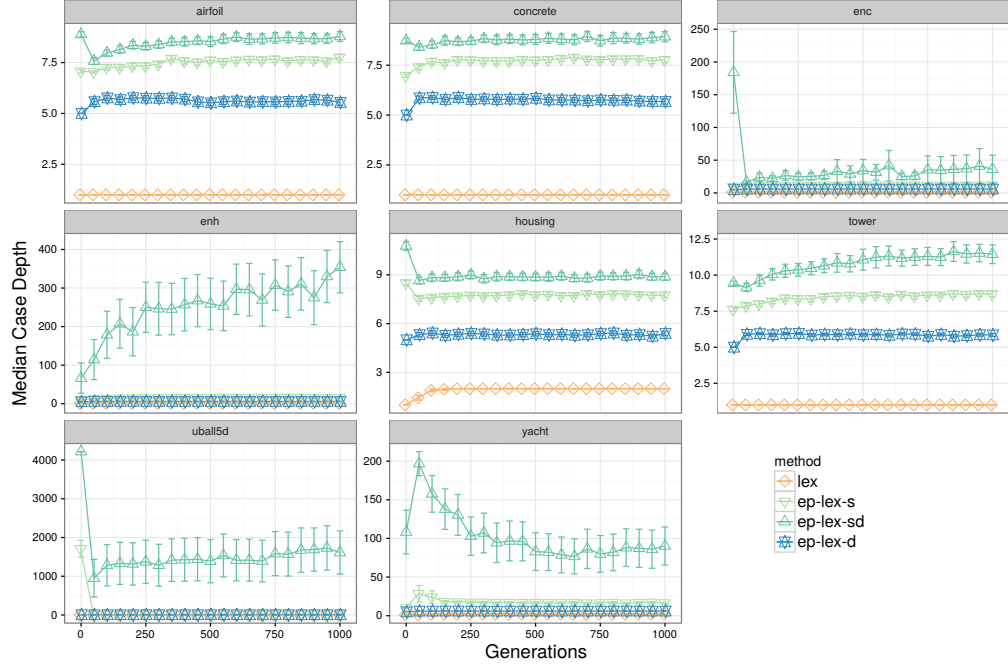 airfoil
concrete
enc
7.5
5.0
2.5
7.5
5.0
2.5
250
200
150
100
50
0
enh
housing
tower
400
300
200
100
0
9
6
3
12.5
10.0
7.5
5.0
2.5
Median Case Depth
uball5d
yacht
4000
3000
2000
1000
0
200
150
100
50
0
0 250 500 750 1000
0 250 500 750 1000
Generations
method
lex
ep-lex-s
ep-lex-sd
ep-lex-d